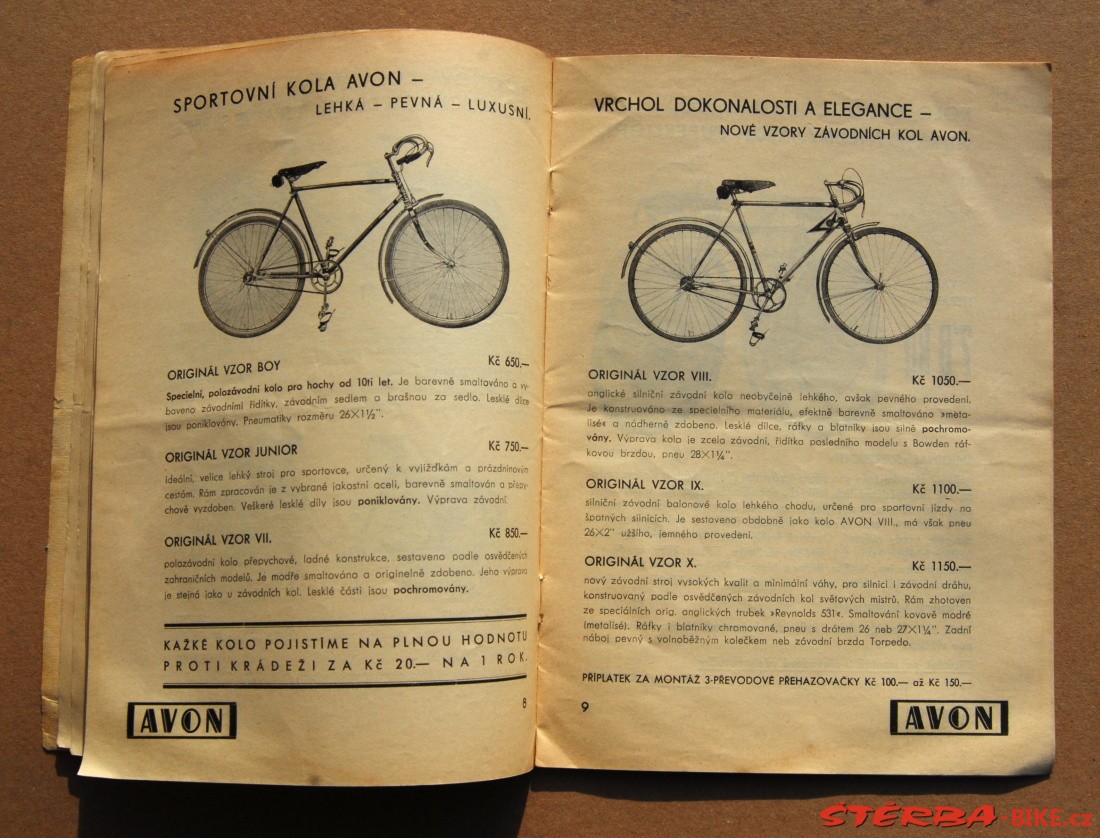 SPORTOVNÍ KOLA AVON –
LEHKÁ – PEVNÁ – LUXUSNÍ.
ORIGINÁL VZOR BOY Kč 650.—
Specielní, polozávodní kolo pro hochy od 10ti let. Je barevně smaltováno a vy-
baveno závodními řidítky, závodním sedlem a brašnou za sedlo. Lesklé dílce
jsou poniklovány. Pneumatiky rozměru 26×1½".
ORIGINÁL VZOR JUNIOR Kč 750.—
ideální, velice lehký stroj pro sportovce, určený k vyjížďkám a prázdninovým
cestám. Rám zpracován je z vybrané jakostní oceli, barevně smaltován a přepy-
chově vyzdoben. Veškeré lesklé díly jsou poniklovány. Výprava závodní.
ORIGINÁL VZOR VII. Kč 850.—
polozávodní kolo přepychové, ladné konstrukce, sestaveno podle osvědčených
zahraničních modelů. Je modře smaltováno a originelně zdobeno. Jeho výprava
je stejná jako u závodních kol. Lesklé části jsou pochromovány.
KAŽKÉ KOLO POJISTÍME NA PLNOU HODNOTU
PROTI KRÁDEŽI ZA Kč 20.— NA 1 ROK.
8
AVON
VRCHOL DOKONALOSTI A ELEGANCE –
NOVÉ VZORY ZÁVODNÍCH KOL AVON.
ORIGINÁL VZOR VIII. Kč 1050.—
anglické silniční závodní kolo neobyčejně lehkého, avšak pevného provedení.
Je konstruováno ze specielního materiálu, efektně barevně smaltováno »meta-
lisé« a nádherně zdobeno. Lesklé dílce, ráfky a blatníky jsou silně pochromo-
vány. Výprava kola je zcela závodní, řidítka posledního modelu s Bowden ráf-
kovou brzdou, pneu 28×1¼".
ORIGINÁL VZOR IX. Kč 1100.—
silniční závodní balonové kolo lehkého chodu, určené pro sportovní jízdy na
špatných silnicích. Je sestaveno obdobně jako kolo AVON VIII., má však pneu
26×2" užšího, jemného provedení.
ORIGINÁL VZOR X. Kč 1150.—
nový závodní stroj vysokých kvalit a minimální váhy, pro silnici i závodní dráhu,
konstruovaný podle osvědčených závodních kol světových mistrů. Rám zhotoven
ze speciálních orig. anglických trubek »Reynolds 531«. Smaltování kovově modré
(metalisé). Ráfky i blatníky chromované, pneu s drátem 26 neb 27×1¼". Zadní
náboj pevný s volnoběžným kolečkem neb závodní brzda Torpedo.
PŘÍPLATEK ZA MONTÁŽ 3-PŘEVODOVÉ PŘEHAZOVAČKY Kč 100.— až Kč 150.—
9
AVON
ŠTĚRBA-BIKE.cz